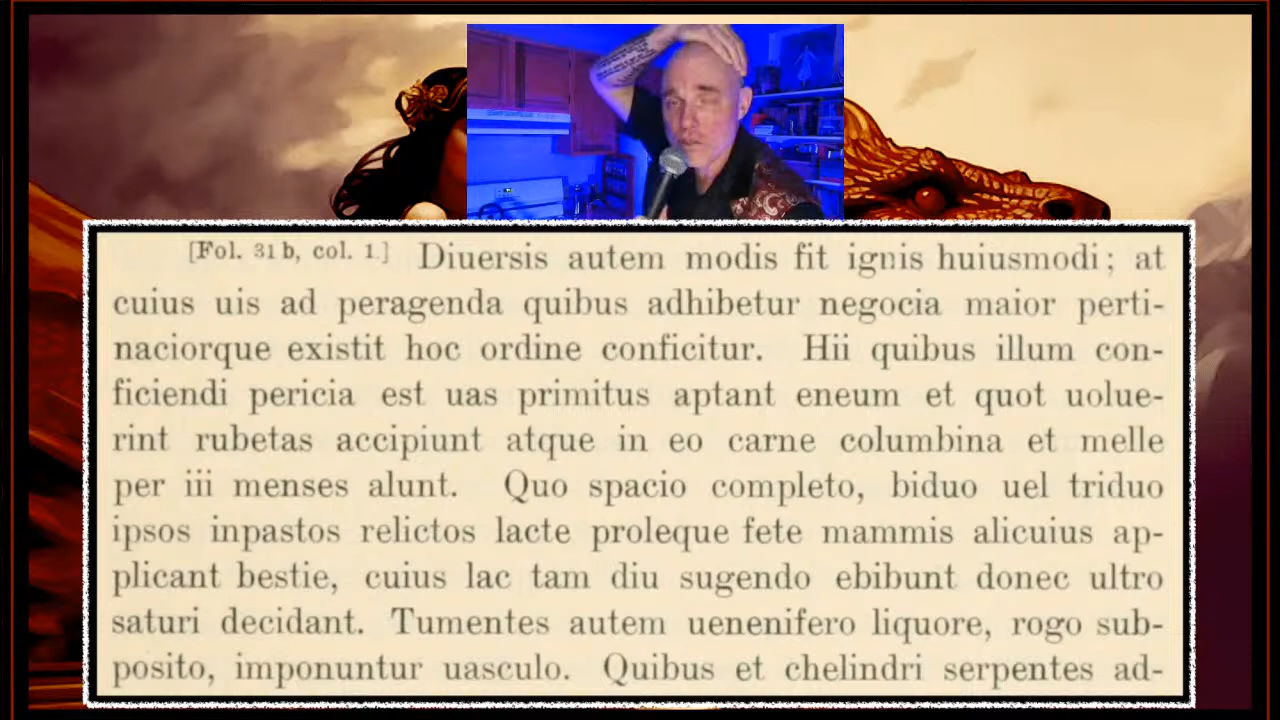 [Fol. 31 b, col. 1.] Diuersis autem modis fit ignis huiusmodi; at
cuius uis ad peragenda quibus adhibetur negocia maior perti-
naciorque existit hoc ordine conficitur. Hii quibus illum con-
ficiendi pericia est uas primitus aptant eneum et quot uolue-
rint rubetas accipiunt atque in eo carne columbina et melle
per iii menses alunt. Quo spacio completo, biduo uel triduo
ipsos inpastos relictos lacte proleque fete mammis alicuius ap-
plicant bestie, cuius lac tam diu sugendo ebibunt donec ultro
saturi decidant. Tumentes autem uenenifero liquore, rogo sub-
posito, imponuntur uasculo. Quibus et chelindri serpentes ad-